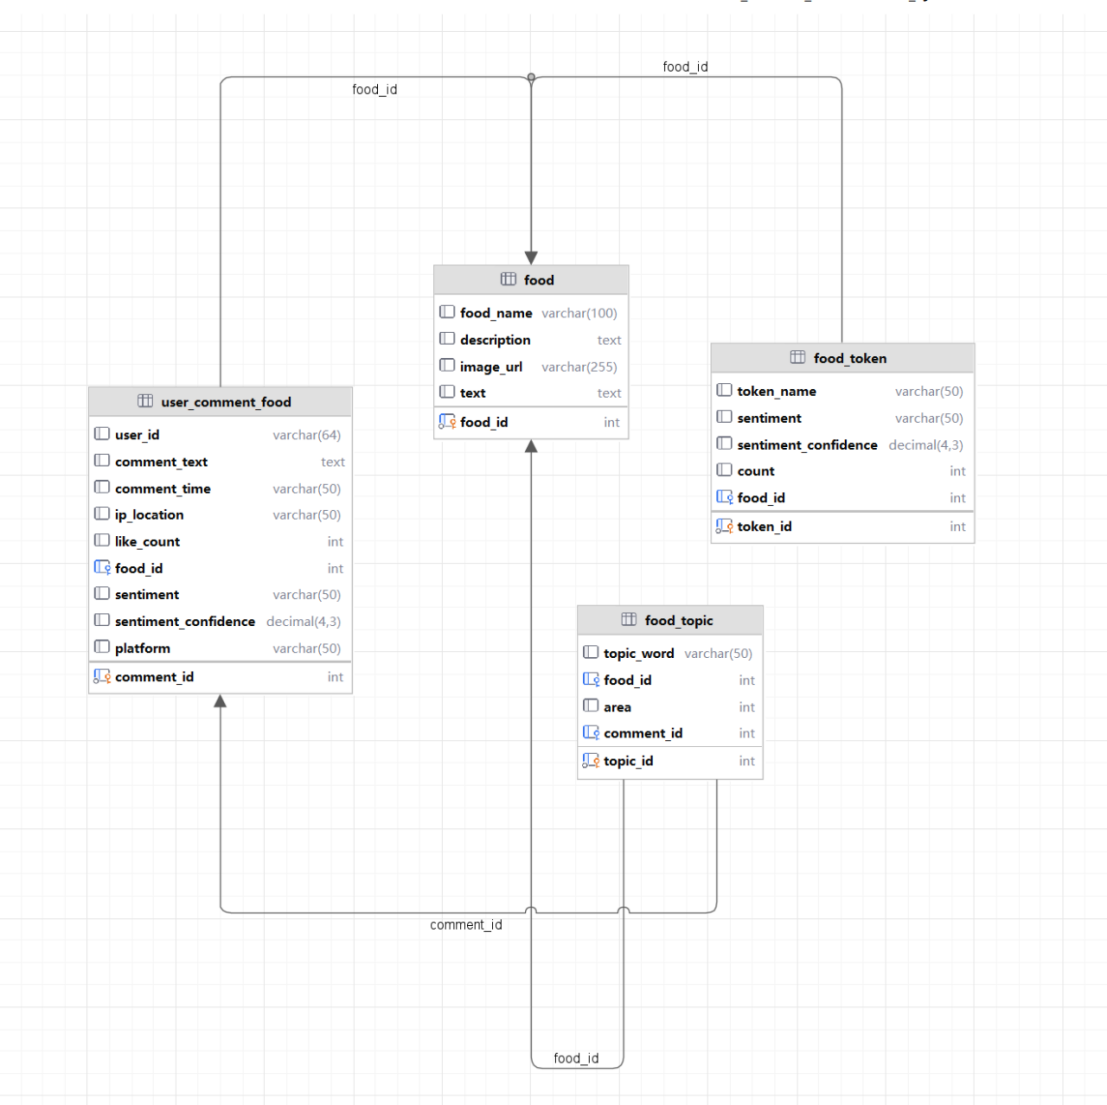 food_id
food_id
food
food_name varchar(100)
description text
image_url varchar(255)
text text
food_id int
food_token
token_name varchar(50)
sentiment varchar(50)
sentiment_confidence decimal(4,3)
count int
food_id int
token_id int
user_comment_food
user_id varchar(64)
comment_text text
comment_time varchar(50)
ip_location varchar(50)
like_count int
food_id int
sentiment varchar(50)
sentiment_confidence decimal(4,3)
platform varchar(50)
comment_id int
food_topic
topic_word varchar(50)
food_id int
area int
comment_id int
topic_id int
comment_id
food_id